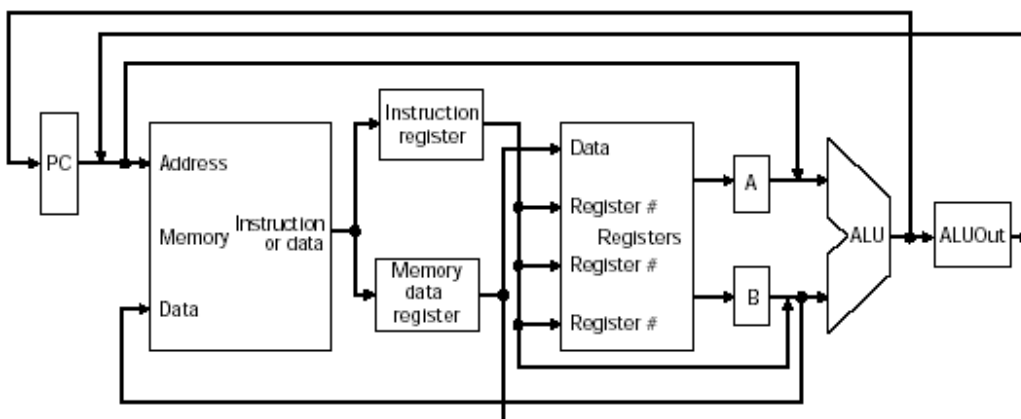 PC
Address
Memory
Instruction
or data
Data
Instruction
register
Memory
data
register
Data
Register #
Registers
Register #
Register #
A
B
ALU
ALUOut